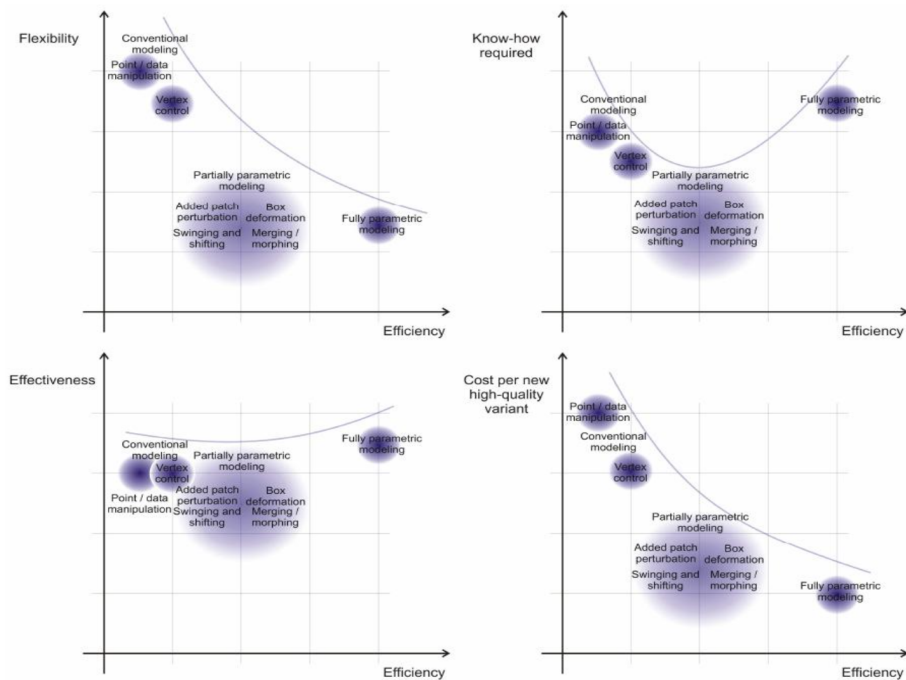 Flexibility
Conventional
modeling
Point / data
manipulation
Vertex
control
Partially parametric
modeling
Added patch
perturbation
Box
deformation
Swinging and
shifting
Merging /
morphing
Fully parametric
modeling
Efficiency
Know-how
required
Conventional
modeling
Point / data
manipulation
Vertex
control
Partially parametric
modeling
Added patch
perturbation
Box
deformation
Swinging and
shifting
Merging /
morphing
Fully parametric
modeling
Efficiency
Effectiveness
Conventional
modeling
Vertex
control
Point / data
manipulation
Partially parametric
modeling
Added patch
perturbation
Box
deformation
Swinging and
shifting
Merging /
morphing
Fully parametric
modeling
Efficiency
Cost per new
high-quality
variant
Point / data
manipulation
Conventional
modeling
Vertex
control
Partially parametric
modeling
Added patch
perturbation
Box
deformation
Swinging and
shifting
Merging /
morphing
Fully parametric
modeling
Efficiency